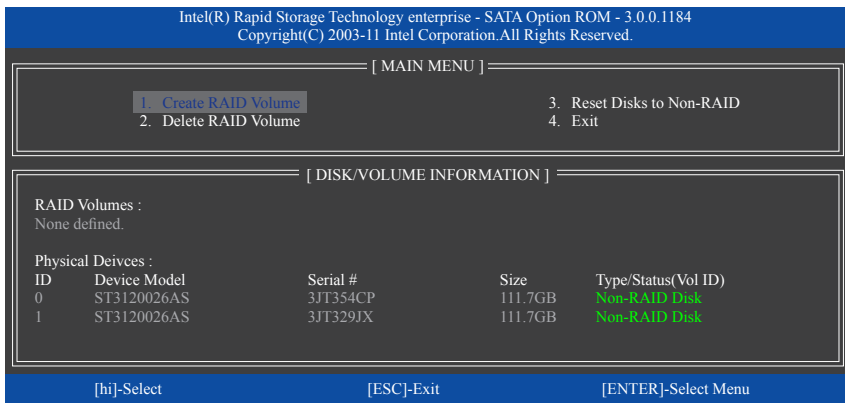 Intel(R) Rapid Storage Technology enterprise - SATA Option ROM - 3.0.0.1184
Copyright(C) 2003-11 Intel Corporation.All Rights Reserved.
[ MAIN MENU ]
1. Create RAID Volume 3. Reset Disks to Non-RAID
2. Delete RAID Volume 4. Exit
[ DISK/VOLUME INFORMATION ]
RAID Volumes :
None defined.
Physical Deivces :
ID Device Model Serial # Size Type/Status(Vol ID)
0 ST3120026AS 3JT354CP 111.7GB Non-RAID Disk
1 ST3120026AS 3JT329JX 111.7GB Non-RAID Disk
[hi]-Select [ESC]-Exit [ENTER]-Select Menu